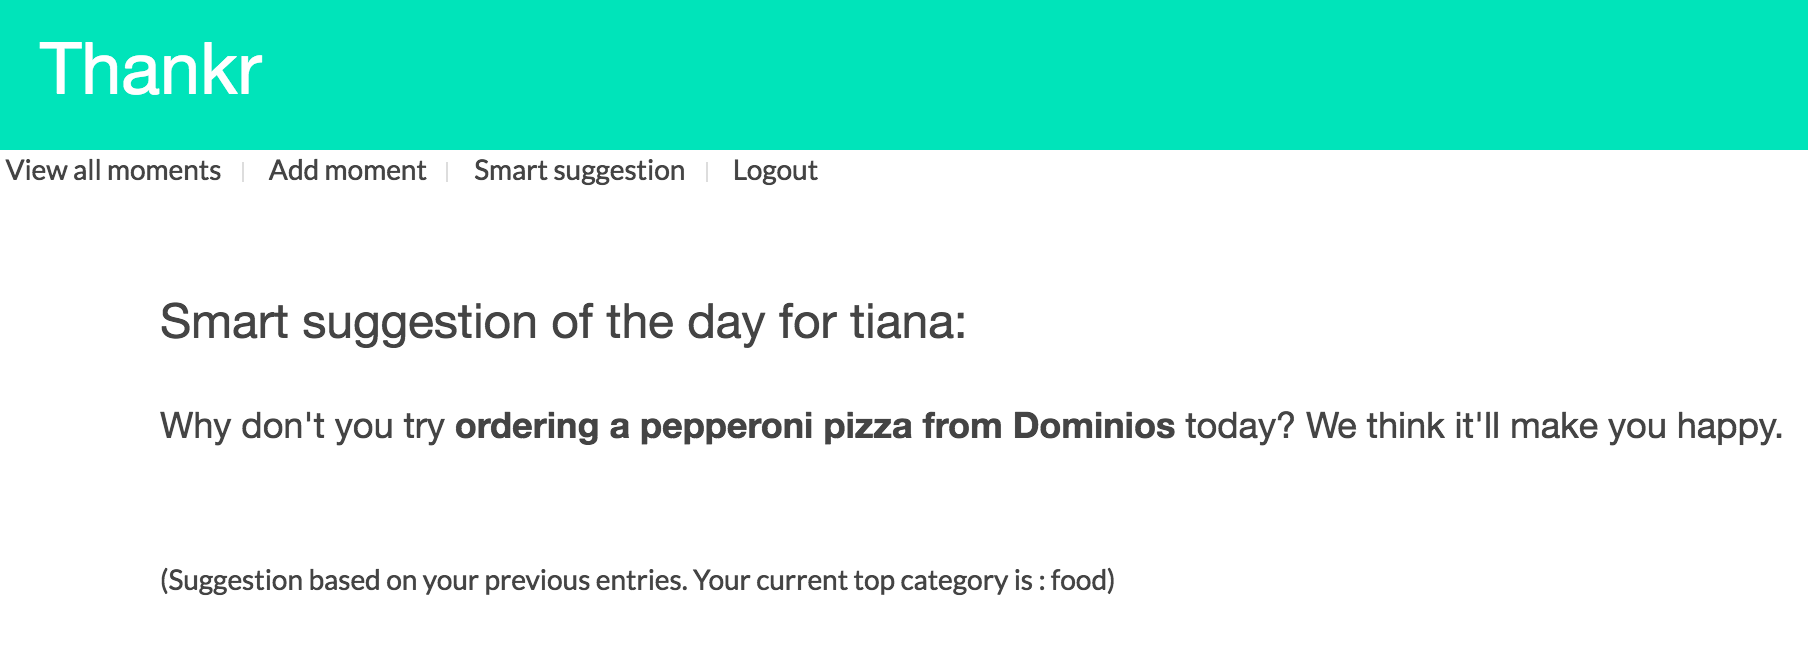 Thankr
View all moments | Add moment | Smart suggestion | Logout
Smart suggestion of the day for tiana:
Why don't you try ordering a pepperoni pizza from Dominios today? We think it'll make you happy.
(Suggestion based on your previous entries. Your current top category is : food)